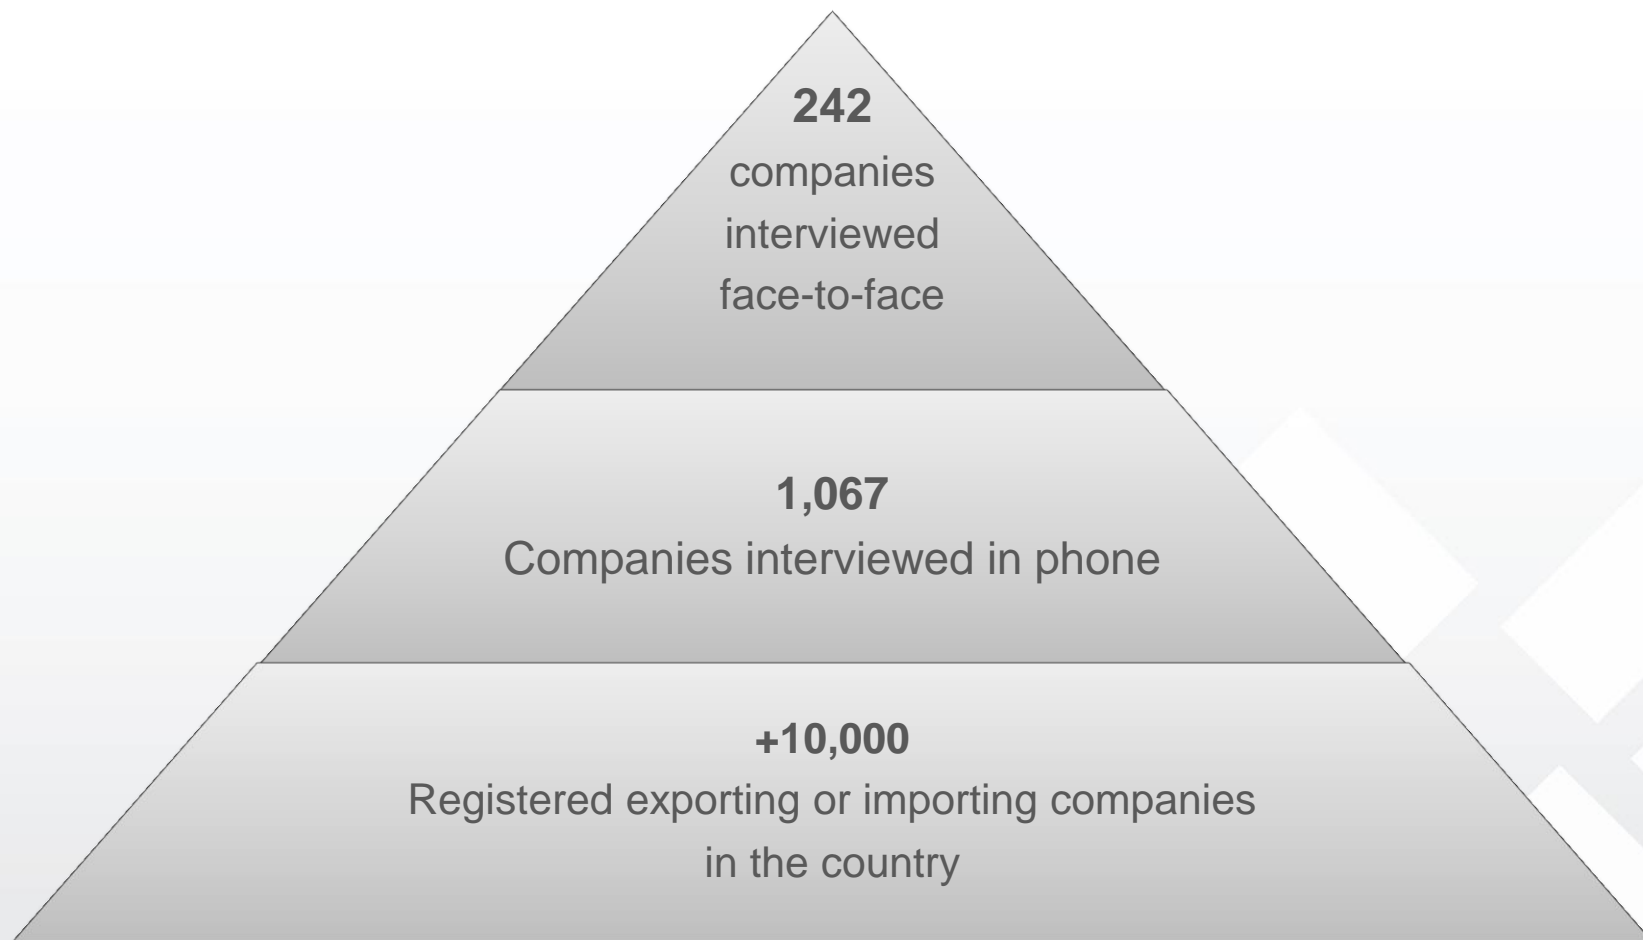 242
companies
interviewed
face-to-face
1,067
Companies interviewed in phone
+10,000
Registered exporting or importing companies
in the country